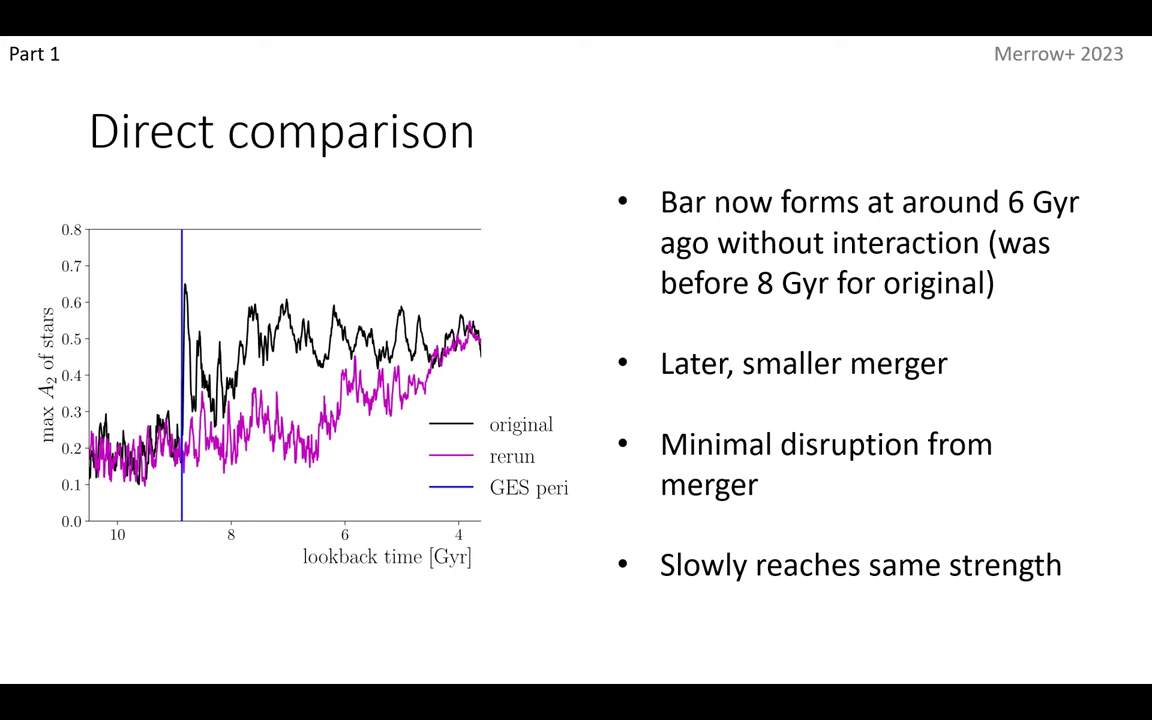 Part 1
Merrow+ 2023
Direct comparison
0.8
0.7
0.6
0.5
0.4
0.3
0.2
0.1
0.0
max A₂ of stars
10
8
6
4
lookback time [Gyr]
original
rerun
GES peri
• Bar now forms at around 6 Gyr
ago without interaction (was
before 8 Gyr for original)
• Later, smaller merger
• Minimal disruption from
merger
• Slowly reaches same strength